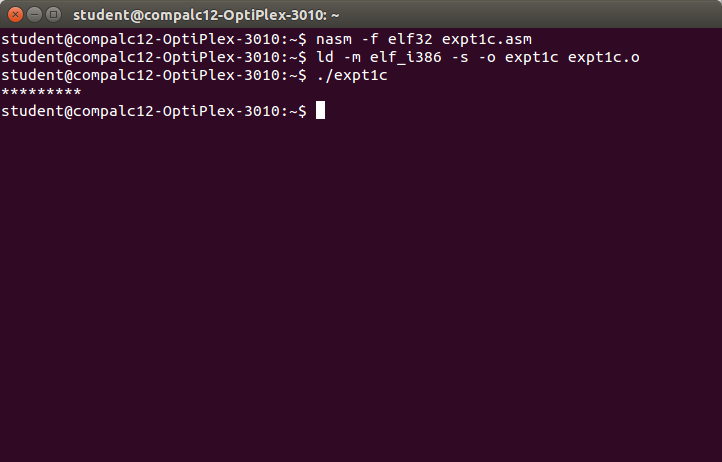 student@compalc12-OptiPlex-3010: ~
student@compalc12-OptiPlex-3010:~$ nasm -f elf32 expt1c.asm
student@compalc12-OptiPlex-3010:~$ ld -m elf_i386 -s -o expt1c expt1c.o
student@compalc12-OptiPlex-3010:~$ ./expt1c
*********
student@compalc12-OptiPlex-3010:~$